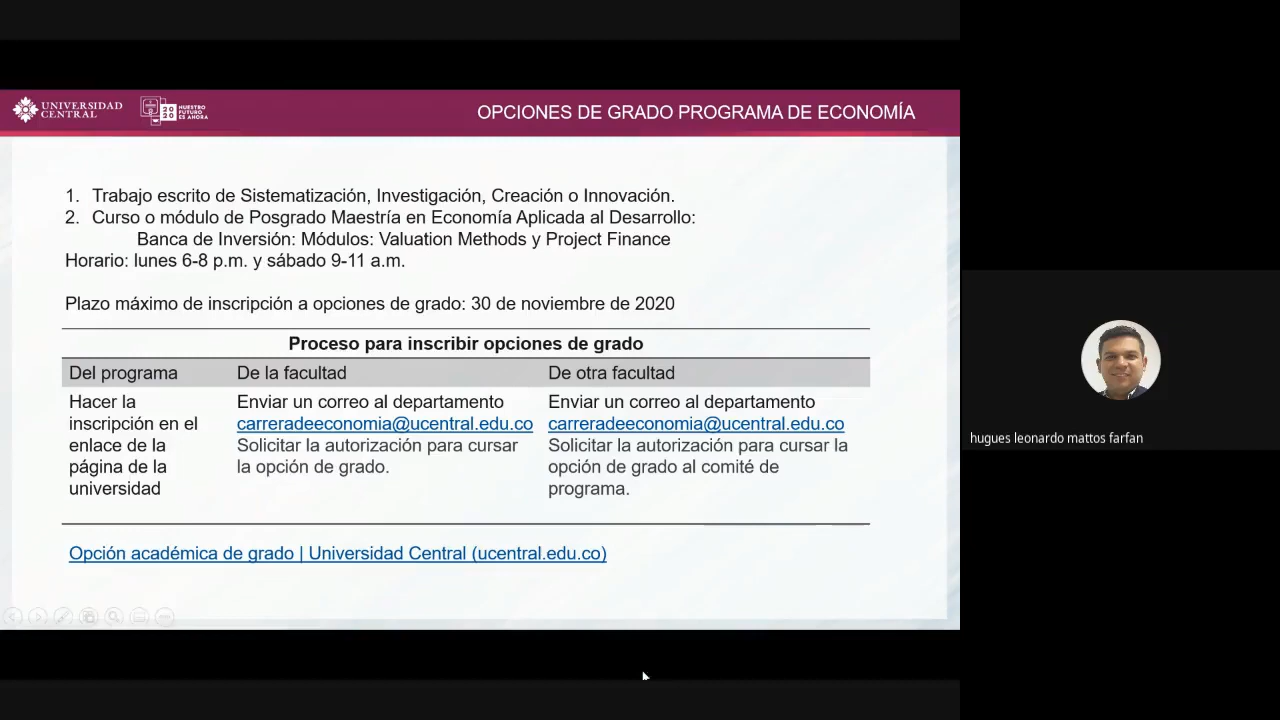 UNIVERSIDAD
CENTRAL
20
20
NUESTRO
FUTURO
ES AHORA
OPCIONES DE GRADO PROGRAMA DE ECONOMÍA
1. Trabajo escrito de Sistematización, Investigación, Creación o Innovación.
2. Curso o módulo de Posgrado Maestría en Economía Aplicada al Desarrollo:
Banca de Inversión: Módulos: Valuation Methods y Project Finance
Horario: lunes 6-8 p.m. y sábado 9-11 a.m.
Plazo máximo de inscripción a opciones de grado: 30 de noviembre de 2020
Proceso para inscribir opciones de grado
Del programa
De la facultad
De otra facultad
Hacer la
inscripción en el
enlace de la
página de la
universidad
Enviar un correo al departamento
carreradeeconomia@ucentral.edu.co
Solicitar la autorización para cursar
la opción de grado.
Enviar un correo al departamento
carreradeeconomia@ucentral.edu.co
Solicitar la autorización para cursar la
opción de grado al comité de
programa.
Opción académica de grado | Universidad Central (ucentral.edu.co)
hugues leonardo mattos farfan